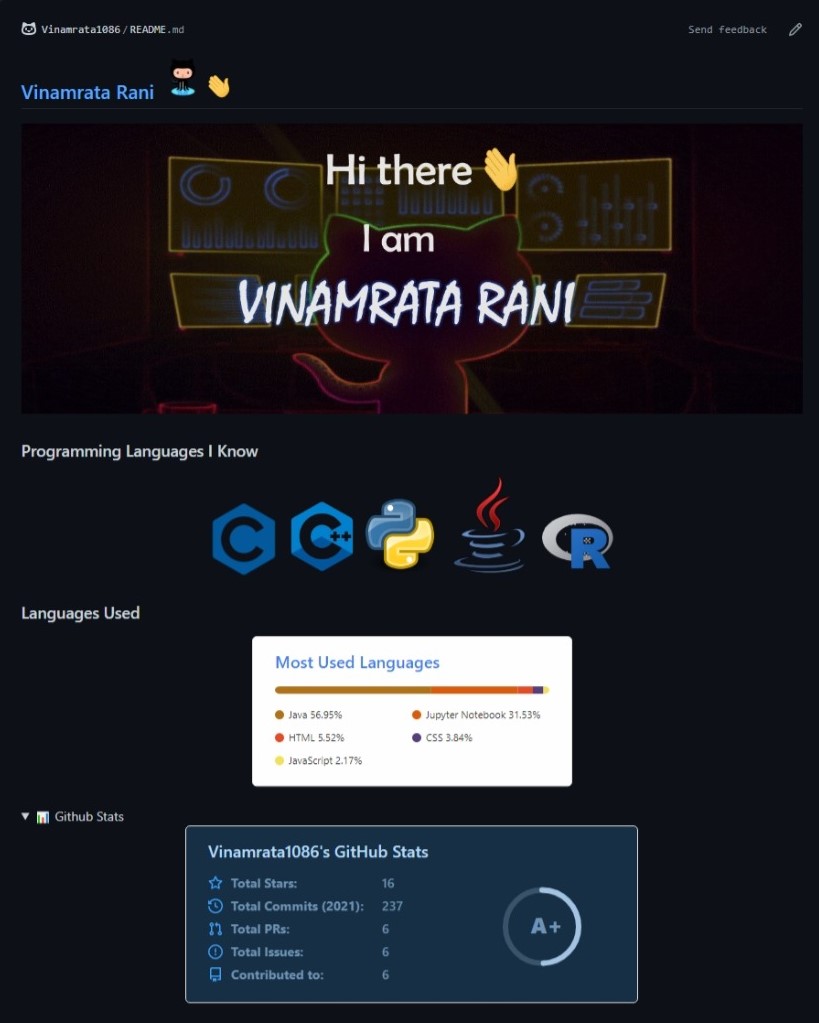 Vinamrata1086/README.md Send feedback
Vinamrata Rani
Hi there
I am
VINAMRATA RANI
Programming Languages I Know
C C++ R
Languages Used
Most Used Languages
Java 56.95% Jupyter Notebook 31.53%
HTML 5.52% CSS 3.84%
JavaScript 2.17%
Github Stats
Vinamrata1086's GitHub Stats
Total Stars: 16
Total Commits (2021): 237
Total PRs: 6
Total Issues: 6
Contributed to: 6
A+